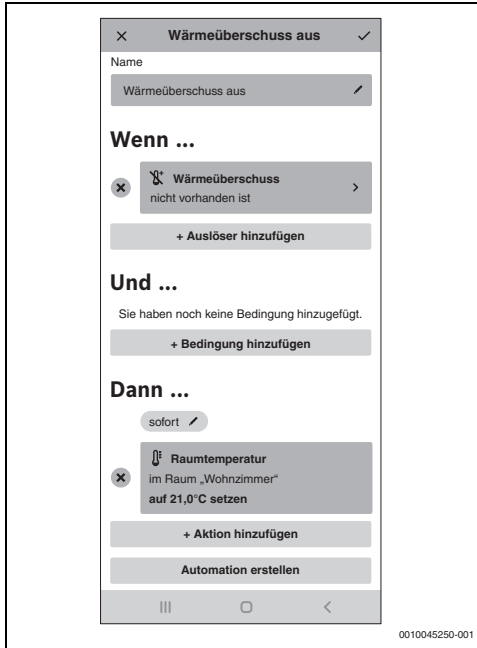 Wärmeüberschuss aus
Name
Wärmeüberschuss aus
Wenn ...
Wärmeüberschuss
nicht vorhanden ist
+ Auslöser hinzufügen
Und ...
Sie haben noch keine Bedingung hinzugefügt.
+ Bedingung hinzufügen
Dann ...
sofort
Raumtemperatur
im Raum „Wohnzimmer“
auf 21,0°C setzen
+ Aktion hinzufügen
Automation erstellen
0010045250-001